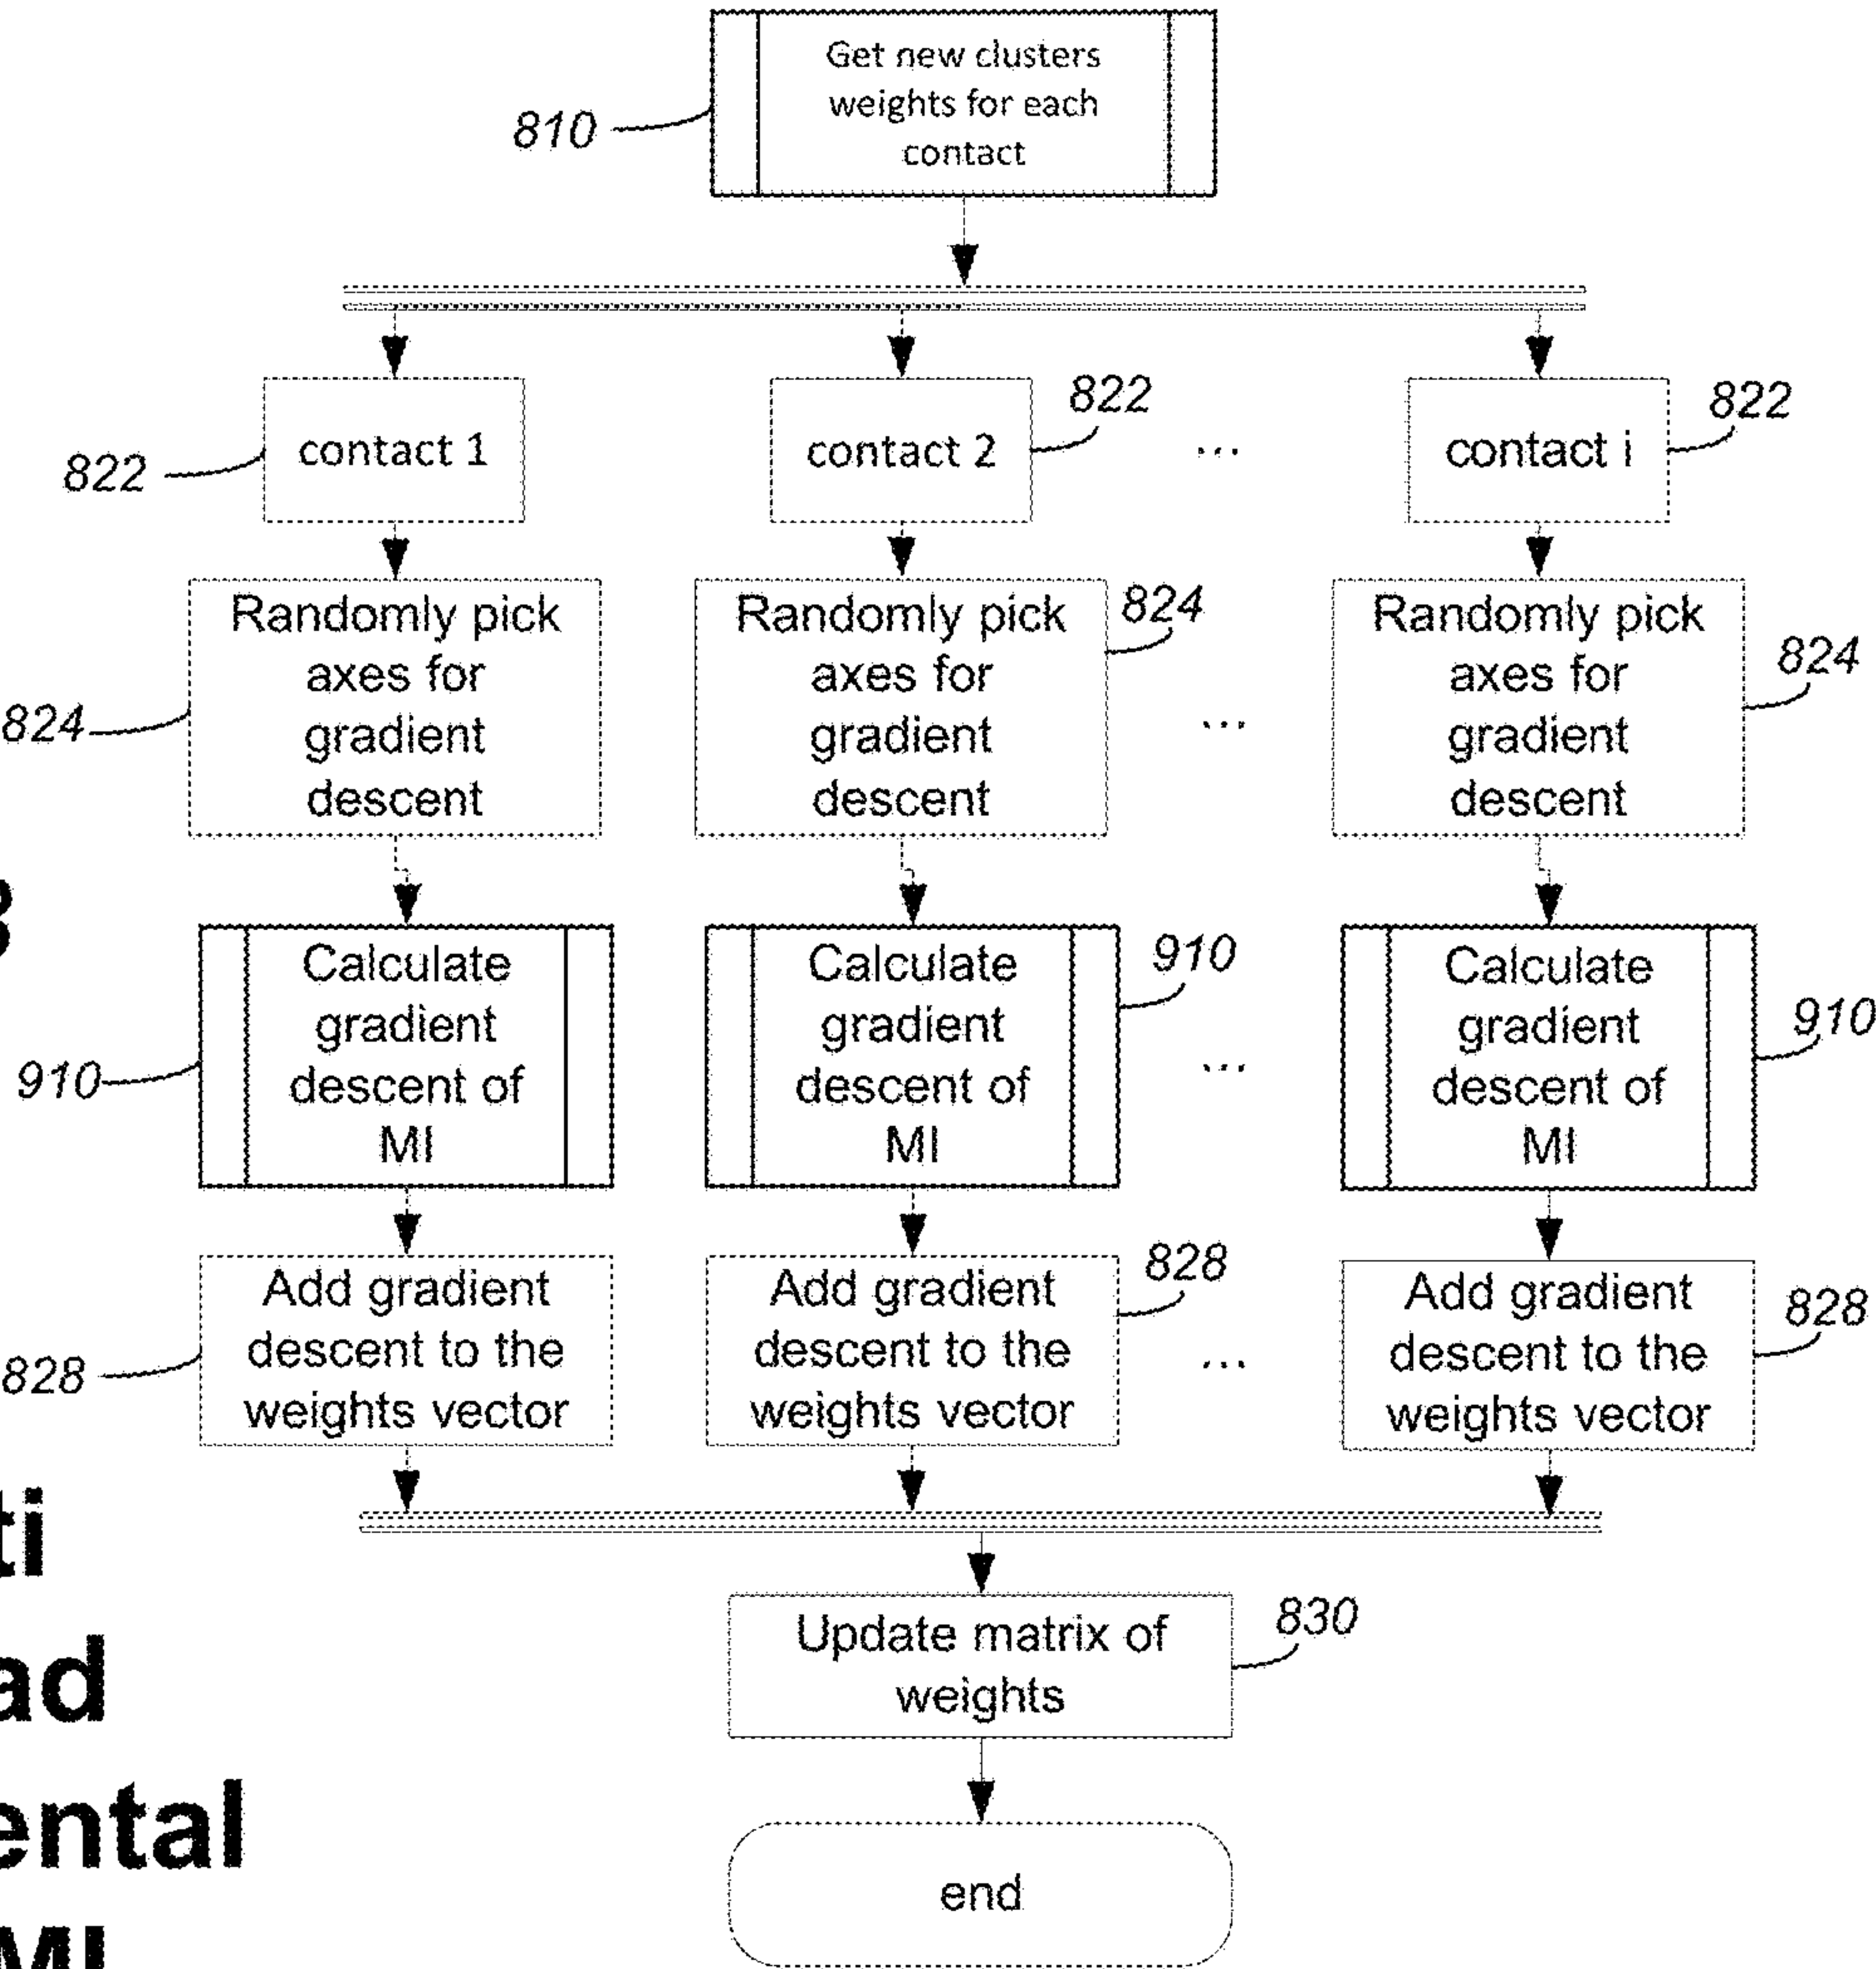 Get new clusters
weights for each
contact
810
contact 1
822
contact 2
822
...
contact i
822
Randomly pick
axes for
gradient
descent
824
Randomly pick
axes for
gradient
descent
824
...
Randomly pick
axes for
gradient
descent
824
Calculate
gradient
descent of
MI
910
Calculate
gradient
descent of
MI
910
...
Calculate
gradient
descent of
MI
910
Add gradient
descent to the
weights vector
828
Add gradient
descent to the
weights vector
828
...
Add gradient
descent to the
weights vector
828
Update matrix of
weights
830
end
ti
ad
ental
MI